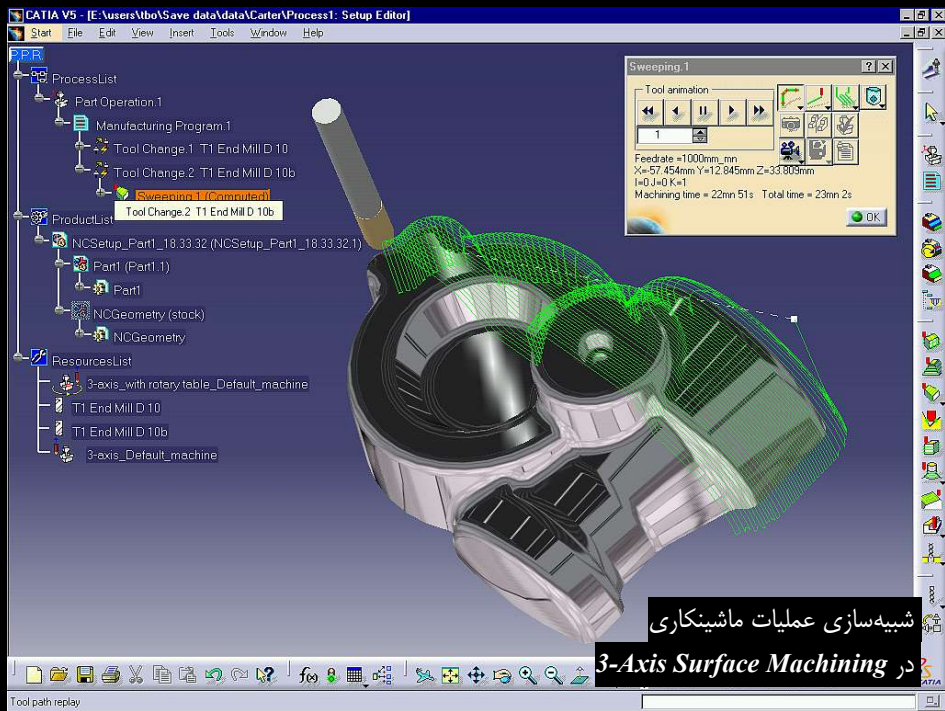 CATIA V5 - [E:\users\tbo\Save data\data\Carter\Process1: Setup Editor]
Start File Edit View Insert Tools Window Help
P.P.R.
ProcessList
Part Operation.1
Manufacturing Program.1
Tool Change.1 T1 End Mill D 10
Tool Change.2 T1 End Mill D 10b
Sweeping.1 (Computed)
Tool Change.2 T1 End Mill D 10b
ProductList
NCSetup_Part1_18.33.32 (NCSetup_Part1_18.33.32.1)
Part1 (Part1.1)
Part1
NCGeometry (stock)
NCGeometry
ResourcesList
3-axis_with rotary table_Default_machine
T1 End Mill D 10
T1 End Mill D 10b
3-axis_Default_machine
Sweeping.1
Tool animation
1
Feedrate =1000mm_mn
X=-57.454mm Y=12.845mm Z=33.809mm
I=0 J=0 K=1
Machining time = 22mn 51s Total time = 23mn 2s
OK
شبیه‌سازی عملیات ماشینکاری
در 3-Axis Surface Machining
f(x)
CATIA
Tool path replay